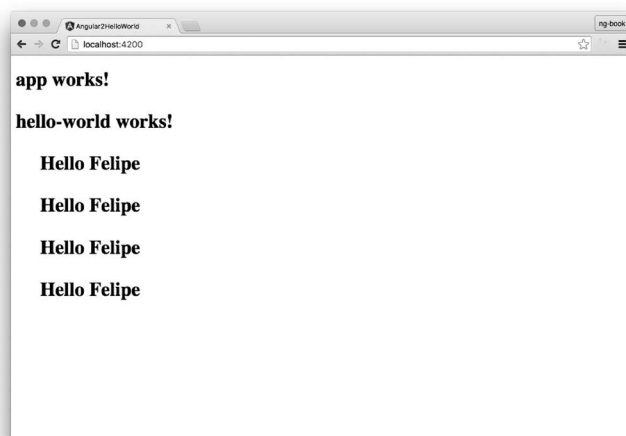 Angular2HelloWorld
ng-book
localhost:4200
app works!
hello-world works!
Hello Felipe
Hello Felipe
Hello Felipe
Hello Felipe